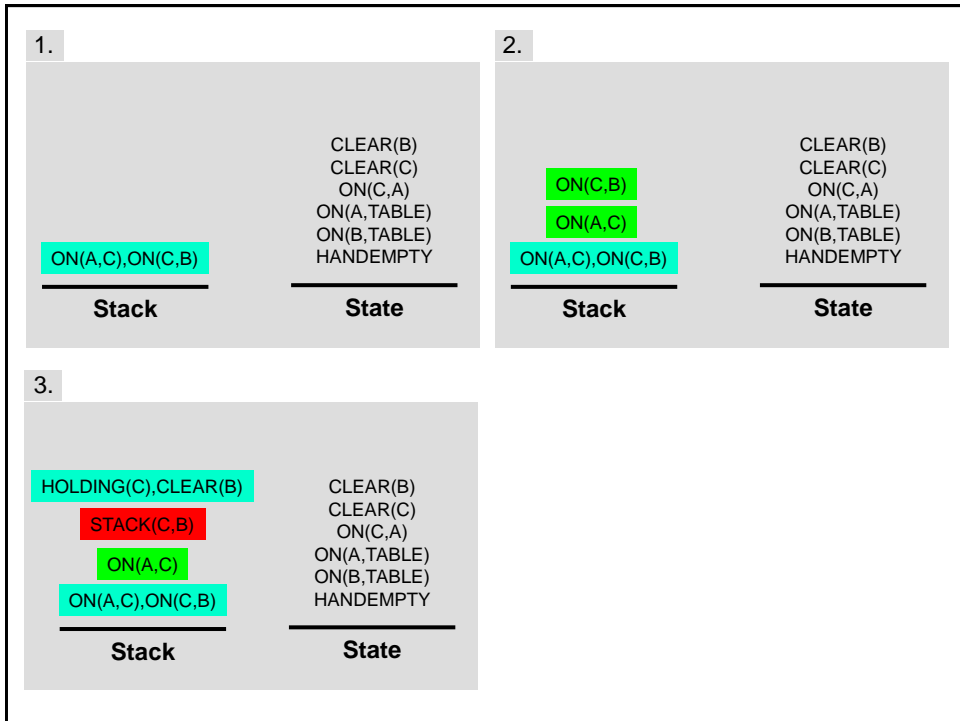 1.
CLEAR(B)
CLEAR(C)
ON(C,A)
ON(A,TABLE)
ON(B,TABLE)
ON(A,C),ON(C,B)
HANDEMPTY
Stack
State
2.
CLEAR(B)
CLEAR(C)
ON(C,B)
ON(C,A)
ON(A,C)
ON(A,TABLE)
ON(B,TABLE)
ON(A,C),ON(C,B)
HANDEMPTY
Stack
State
3.
HOLDING(C),CLEAR(B)
CLEAR(B)
CLEAR(C)
STACK(C,B)
ON(C,A)
ON(A,TABLE)
ON(A,C)
ON(B,TABLE)
ON(A,C),ON(C,B)
HANDEMPTY
Stack
State